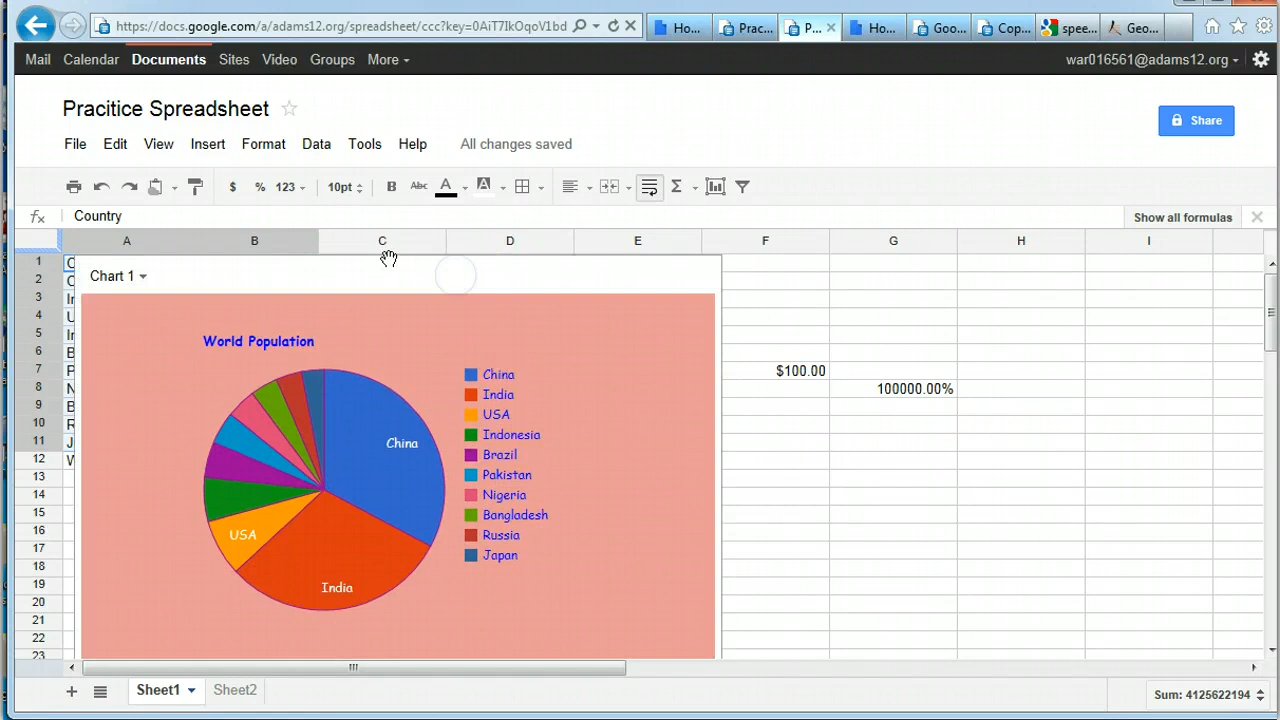 https://docs.google.com/a/adams12.org/spreadsheet/ccc?key=0AiT7IkOqoV1bd
Ho...
Prac...
P...
Ho...
Goo...
Cop...
spee...
Geo...
Mail Calendar Documents Sites Video Groups More
war016561@adams12.org
Pracitice Spreadsheet
Share
File Edit View Insert Format Data Tools Help All changes saved
$ % 123 10pt B Abc A A Σ
fx Country Show all formulas
A B C D E F G H I
1
2
3
4
5
6
7 $100.00
8 100000.00%
9
10
11
12
13
14
15
16
17
18
19
20
21
22
23
Chart 1
World Population
China
India
USA
Indonesia
Brazil
Pakistan
Nigeria
Bangladesh
Russia
Japan
China
USA
India
Sheet1 Sheet2
Sum: 4125622194